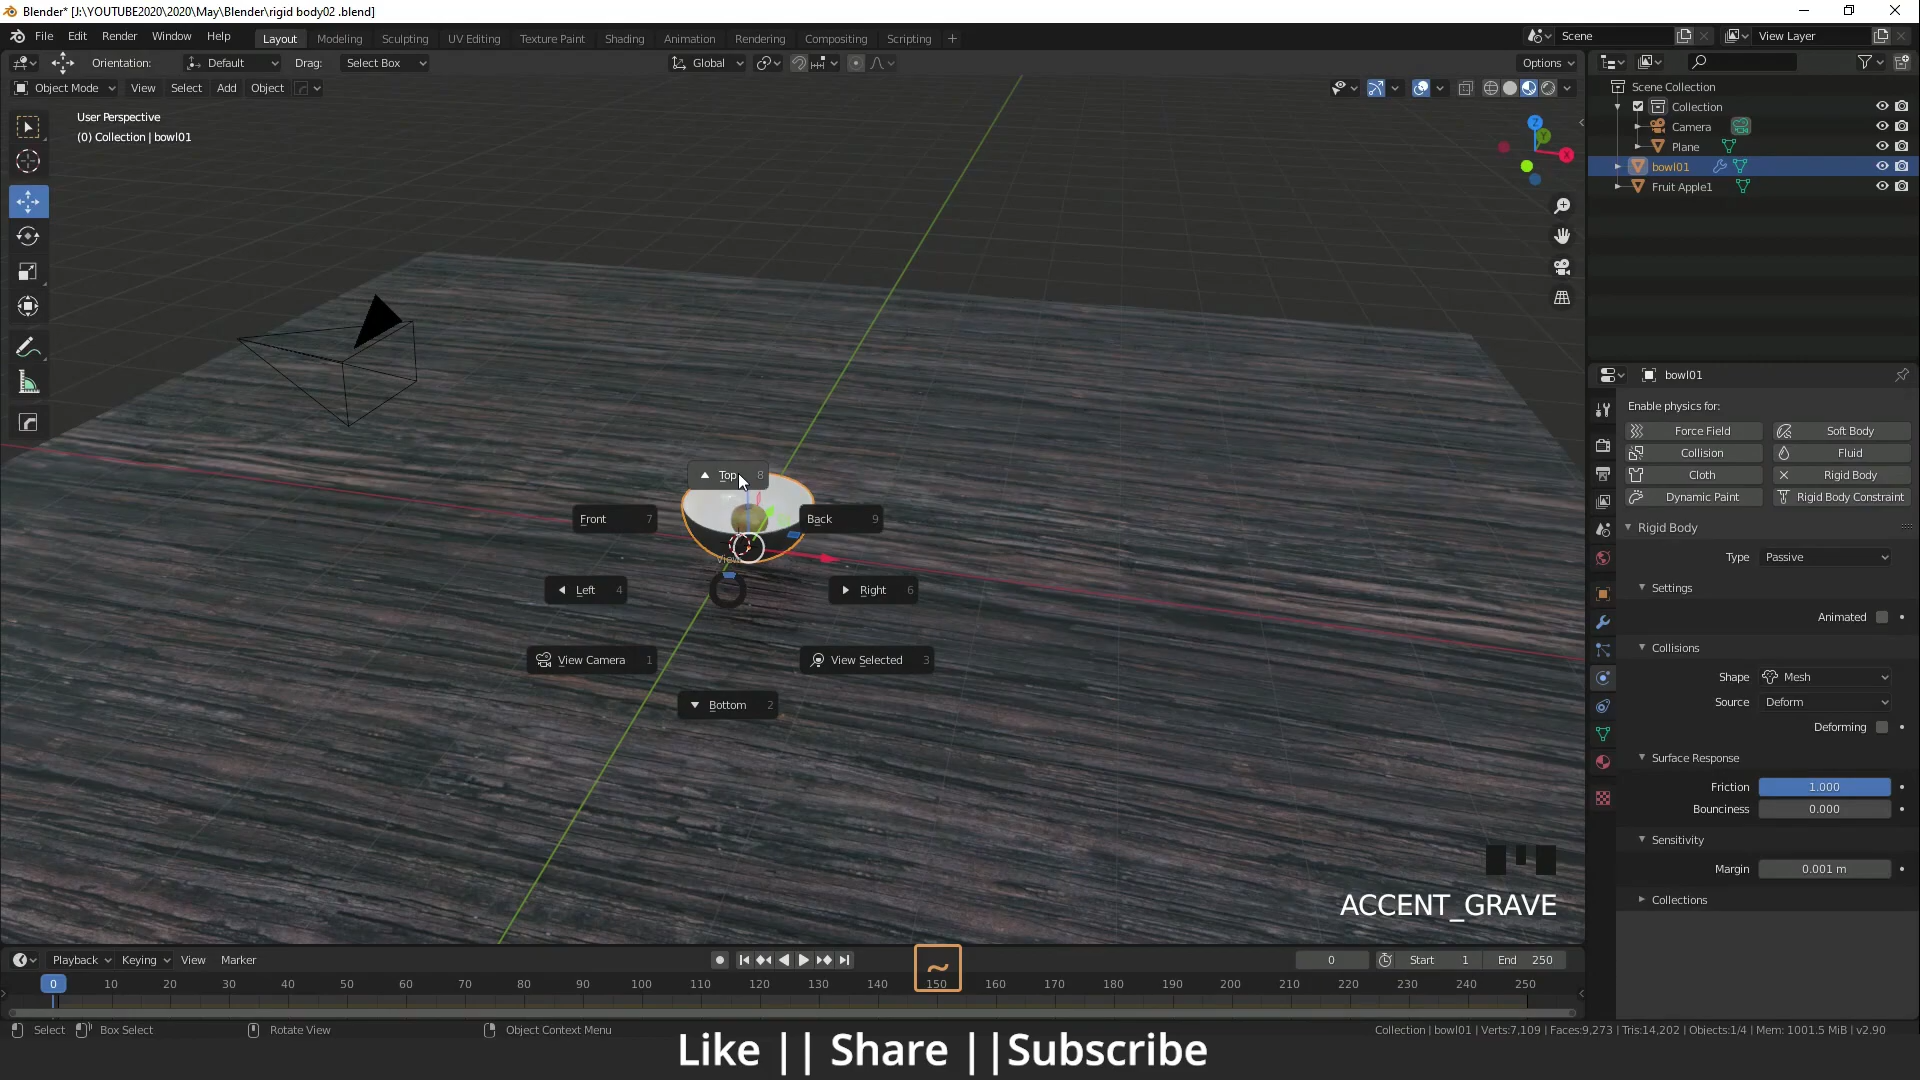 Blender* [J:\YOUTUBE2020\2020\May\Blender\rigid body02 .blend]
File Edit Render Window Help
Layout Modeling Sculpting UV Editing Texture Paint Shading Animation Rendering Compositing Scripting +
Scene
View Layer
Orientation: Default Drag: Select Box
Global
Options
Object Mode View Select Add Object
User Perspective
(0) Collection | bowl01
Z
Y
X
Scene Collection
Collection
Camera
Plane
bowl01
Fruit Apple1
Top 8
Front 7
Back 9
View
Left 4
Right 6
View Camera 1
View Selected 3
Bottom 2
bowl01
Enable physics for:
Force Field Soft Body
Collision Fluid
Cloth Rigid Body
Dynamic Paint Rigid Body Constraint
Rigid Body
Type Passive
Settings
Animated
Collisions
Shape Mesh
Source Deform
Deforming
Surface Response
Friction 1.000
Bounciness 0.000
Sensitivity
Margin 0.001 m
Collections
ACCENT_GRAVE
~
Playback Keying View Marker
0 Start 1 End 250
0 10 20 30 40 50 60 70 80 90 100 110 120 130 140 150 160 170 180 190 200 210 220 230 240 250
Select Box Select Rotate View Object Context Menu
Collection | bowl01 | Verts:7,109 | Faces:9,273 | Tris:14,202 | Objects:1/4 | Mem: 1001.5 MiB | v2.90
Like || Share ||Subscribe